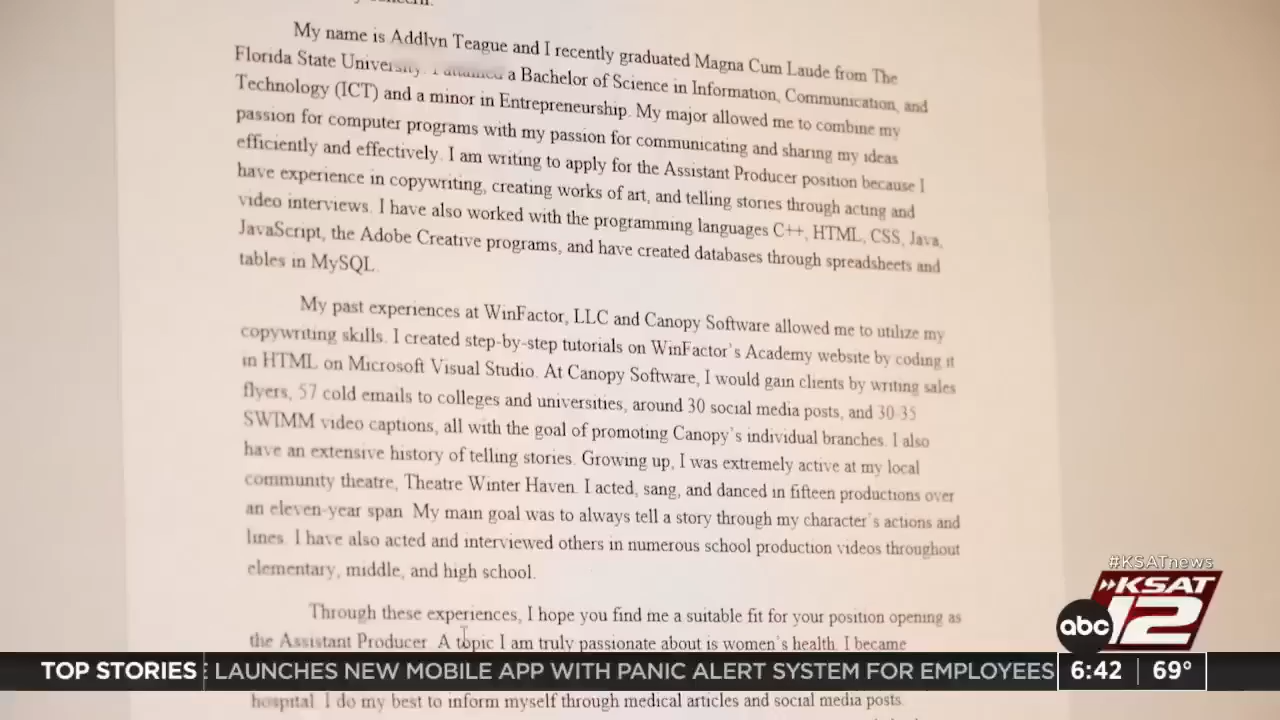 My name is Addlyn Teague and I recently graduated Magna Cum Laude from The
Florida State University. I attained a Bachelor of Science in Information, Communication, and
Technology (ICT) and a minor in Entrepreneurship. My major allowed me to combine my
passion for computer programs with my passion for communicating and sharing my ideas
efficiently and effectively. I am writing to apply for the Assistant Producer position because I
have experience in copywriting, creating works of art, and telling stories through acting and
video interviews. I have also worked with the programming languages C++, HTML, CSS, Java,
JavaScript, the Adobe Creative programs, and have created databases through spreadsheets and
tables in MySQL.
My past experiences at WinFactor, LLC and Canopy Software allowed me to utilize my
copywriting skills. I created step-by-step tutorials on WinFactor's Academy website by coding it
in HTML on Microsoft Visual Studio. At Canopy Software, I would gain clients by writing sales
flyers, 57 cold emails to colleges and universities, around 30 social media posts, and 30-35
SWIMM video captions, all with the goal of promoting Canopy's individual branches. I also
have an extensive history of telling stories. Growing up, I was extremely active at my local
community theatre, Theatre Winter Haven. I acted, sang, and danced in fifteen productions over
an eleven-year span. My main goal was to always tell a story through my character's actions and
lines. I have also acted and interviewed others in numerous school production videos throughout
elementary, middle, and high school.
Through these experiences, I hope you find me a suitable fit for your position opening as
the Assistant Producer. A topic I am truly passionate about is women's health. I became
hospital. I do my best to inform myself through medical articles and social media posts.
#KSATnews
KSAT
abc 12
TOP STORIES LAUNCHES NEW MOBILE APP WITH PANIC ALERT SYSTEM FOR EMPLOYEES 6:42 69°